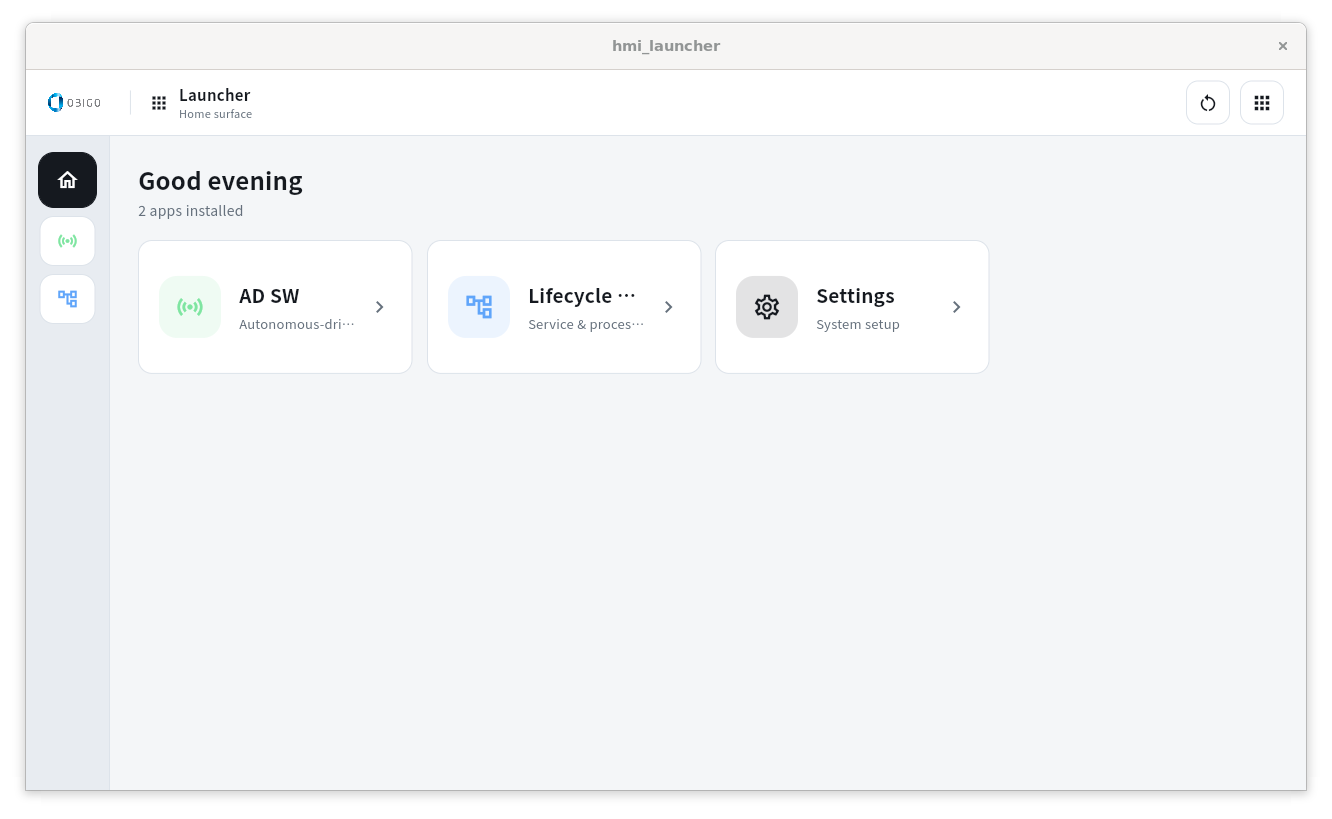 hmi_launcher
OBIGO
Launcher
Home surface
Good evening
2 apps installed
AD SW
Autonomous-dri···
Lifecycle ···
Service & proces···
Settings
System setup